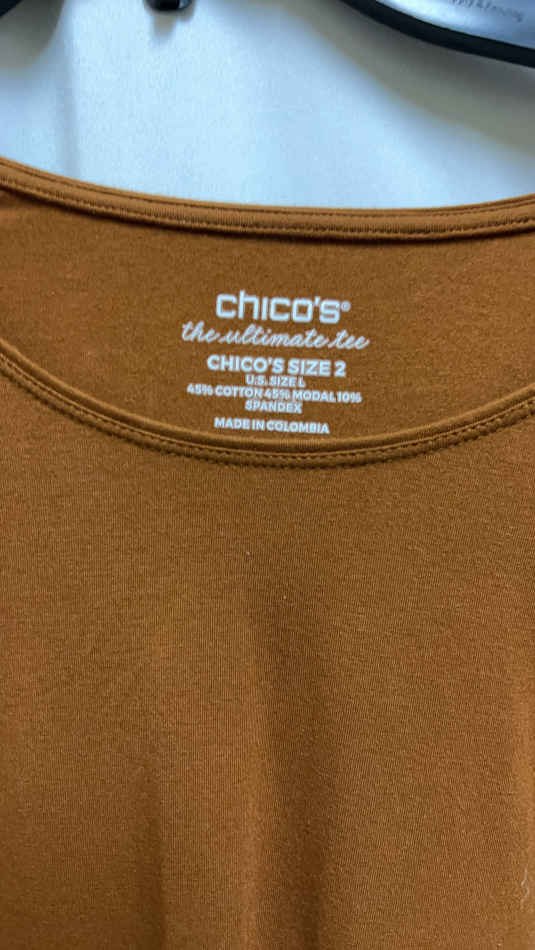 chico's®
the ultimate tee
CHICO'S SIZE 2
U.S. SIZE L
45% COTTON 45% MODAL 10%
SPANDEX
MADE IN COLOMBIA